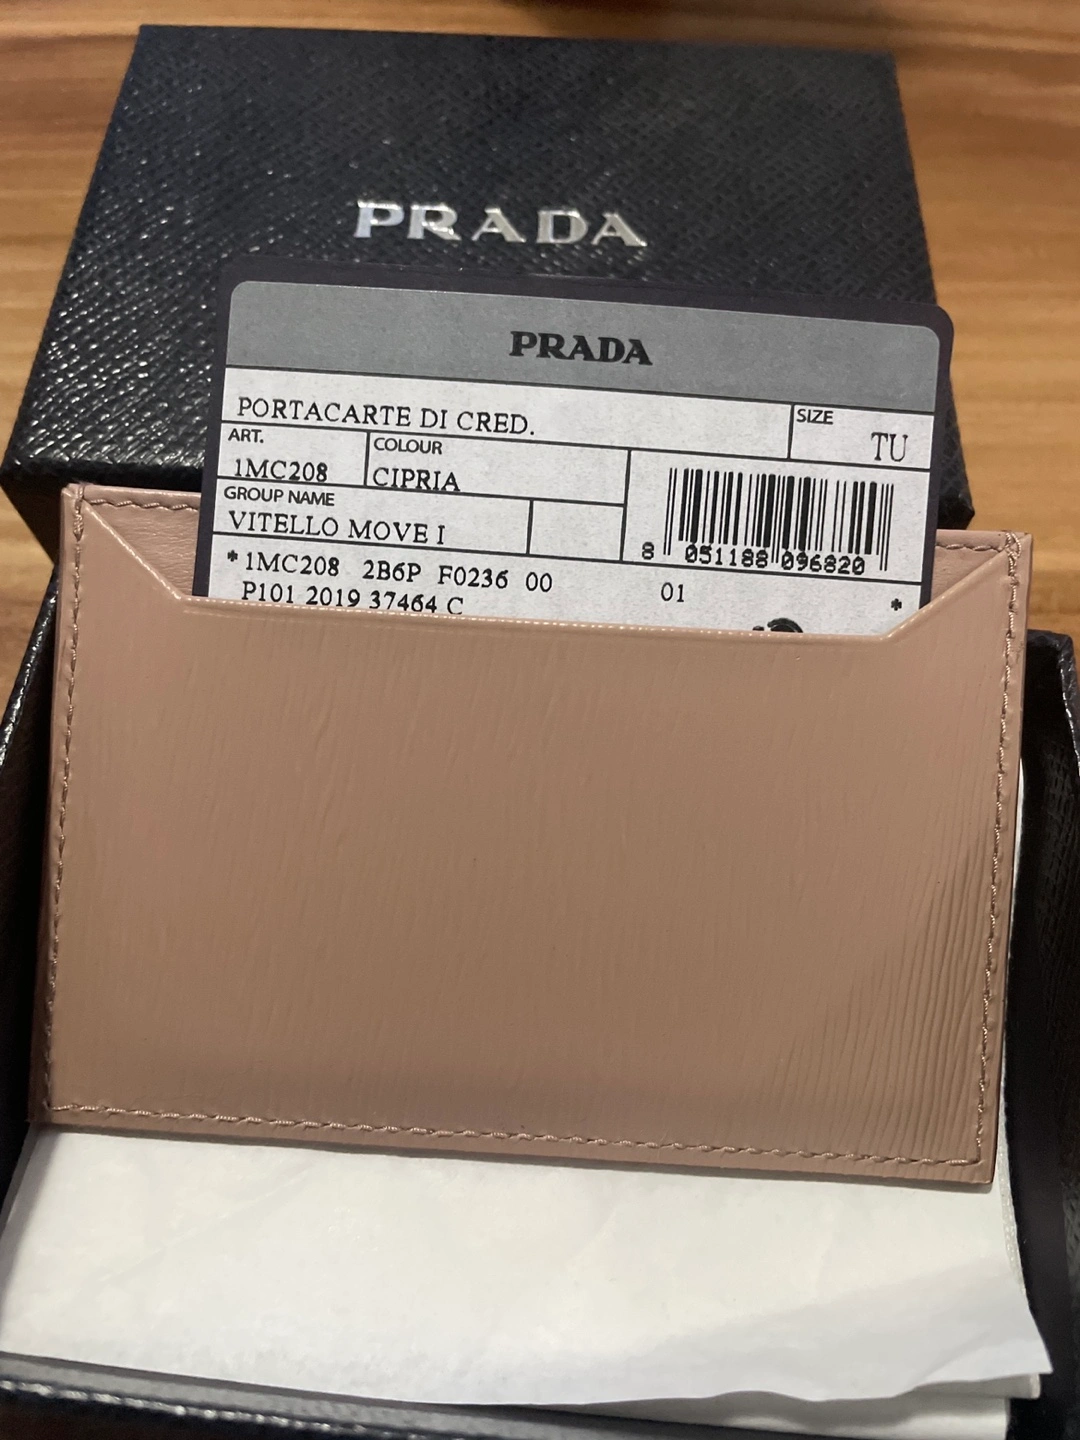 PRADA
PRADA
PORTACARTE DI CRED.
SIZE
TU
ART.
1MC208
COLOUR
CIPRIA
GROUP NAME
VITELLO MOVE I
8 051188 096820
*1MC208 2B6P F0236 00 01
P101 2019 37464 C *